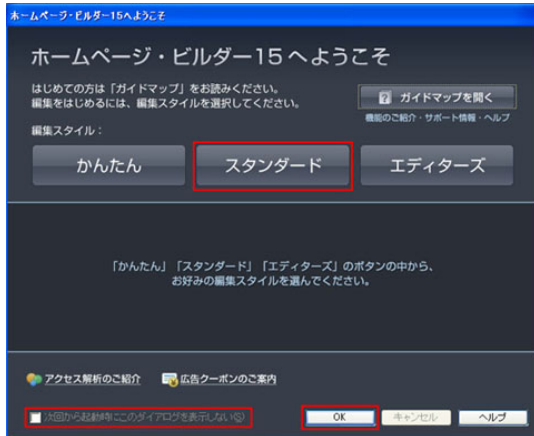 ホームページ・ビルダー15へようこそ
ホームページ・ビルダー15 へようこそ
はじめての方は「ガイドマップ」をお読みください。
編集をはじめるには、編集スタイルを選択してください。
ガイドマップを開く
機能のご紹介・サポート情報・ヘルプ
編集スタイル：
かんたん
スタンダード
エディターズ
「かんたん」「スタンダード」「エディターズ」のボタンの中から、
お好みの編集スタイルを選んでください。
アクセス解析のご紹介
広告クーポンのご案内
次回から起動時にこのダイアログを表示しない(S)
OK
キャンセル
ヘルプ